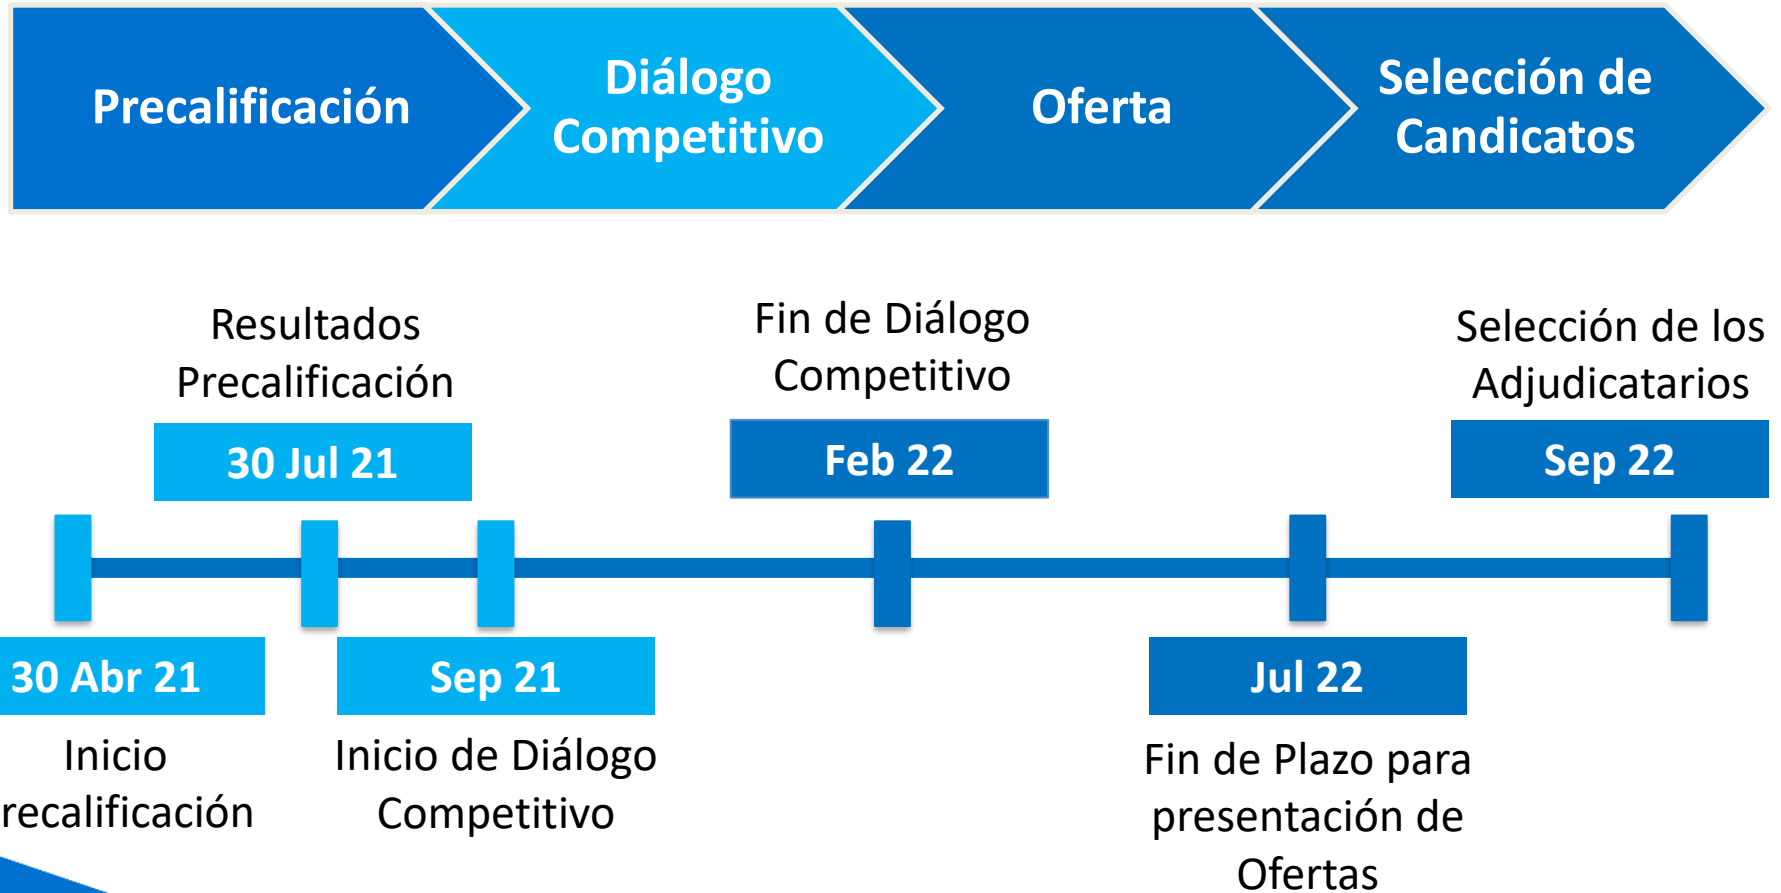 Precalificación
Diálogo
Competitivo
Oferta
Selección de
Candicatos
Resultados
Precalificación
30 Jul 21
Fin de Diálogo
Competitivo
Feb 22
Selección de los
Adjudicatarios
Sep 22
30 Abr 21
Inicio
recalificación
Sep 21
Inicio de Diálogo
Competitivo
Jul 22
Fin de Plazo para
presentación de
Ofertas